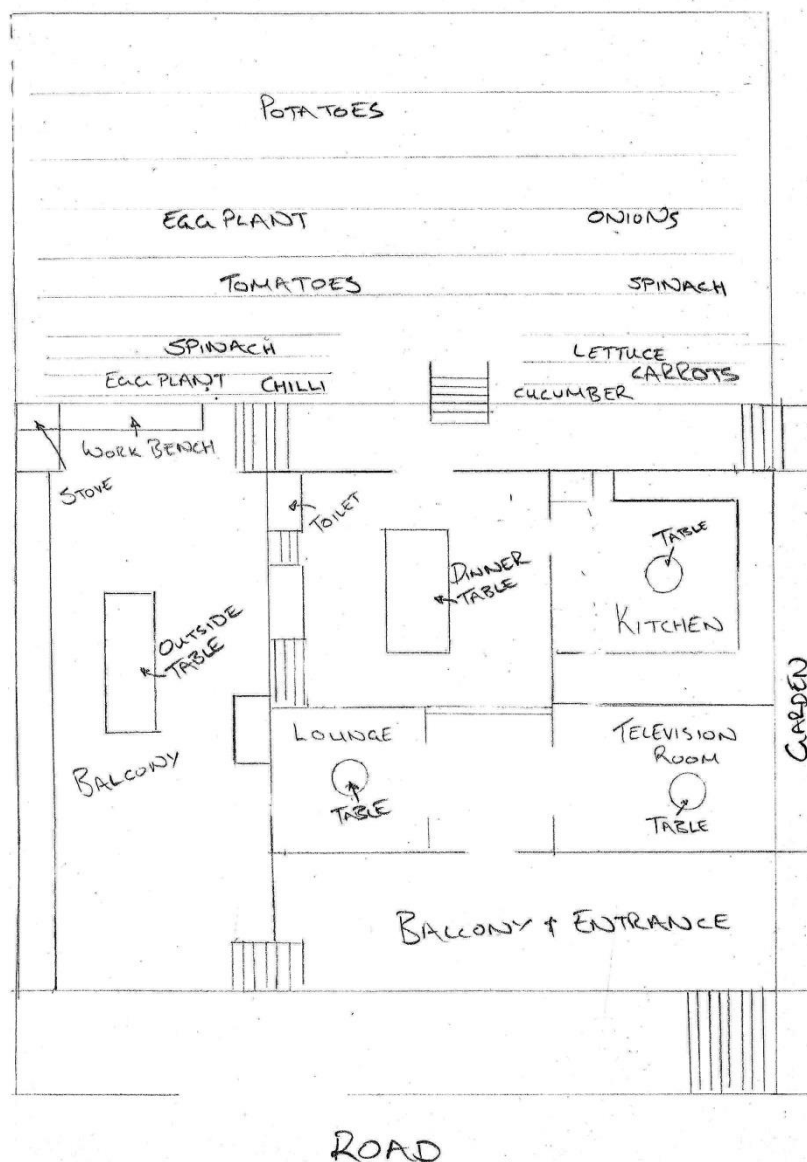 POTATOES
EGG PLANT ONIONS
TOMATOES SPINACH
SPINACH LETTUCE
EGG PLANT CHILLI CUCUMBER CARROTS
WORK BENCH
STOVE
TOILET
TABLE
DINNER
TABLE
KITCHEN
OUTSIDE
TABLE
GARDEN
BALCONY
LOUNGE
TABLE
TELEVISION
ROOM
TABLE
BALCONY & ENTRANCE
ROAD